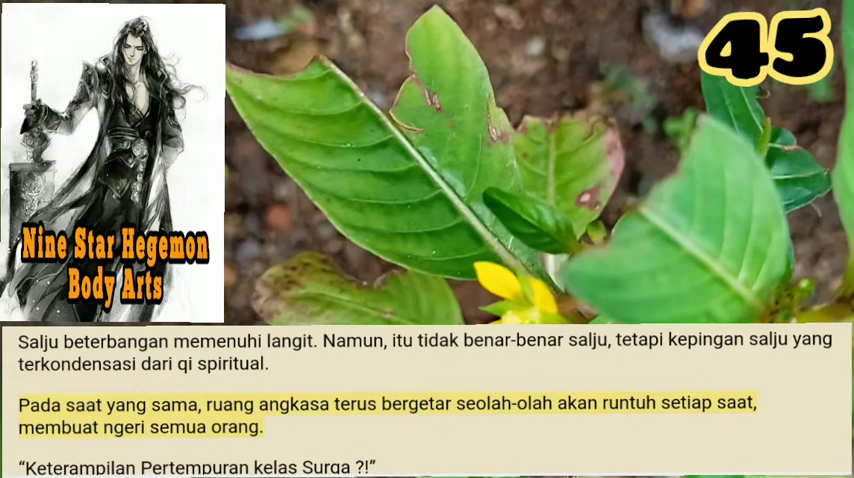 45
Nine Star Hegemon
Body Arts
Salju beterbangan memenuhi langit. Namun, itu tidak benar-benar salju, tetapi kepingan salju yang
terkondensasi dari qi spiritual.
Pada saat yang sama, ruang angkasa terus bergetar seolah-olah akan runtuh setiap saat,
membuat ngeri semua orang.
“Keterampilan Pertempuran kelas Surga ?!”